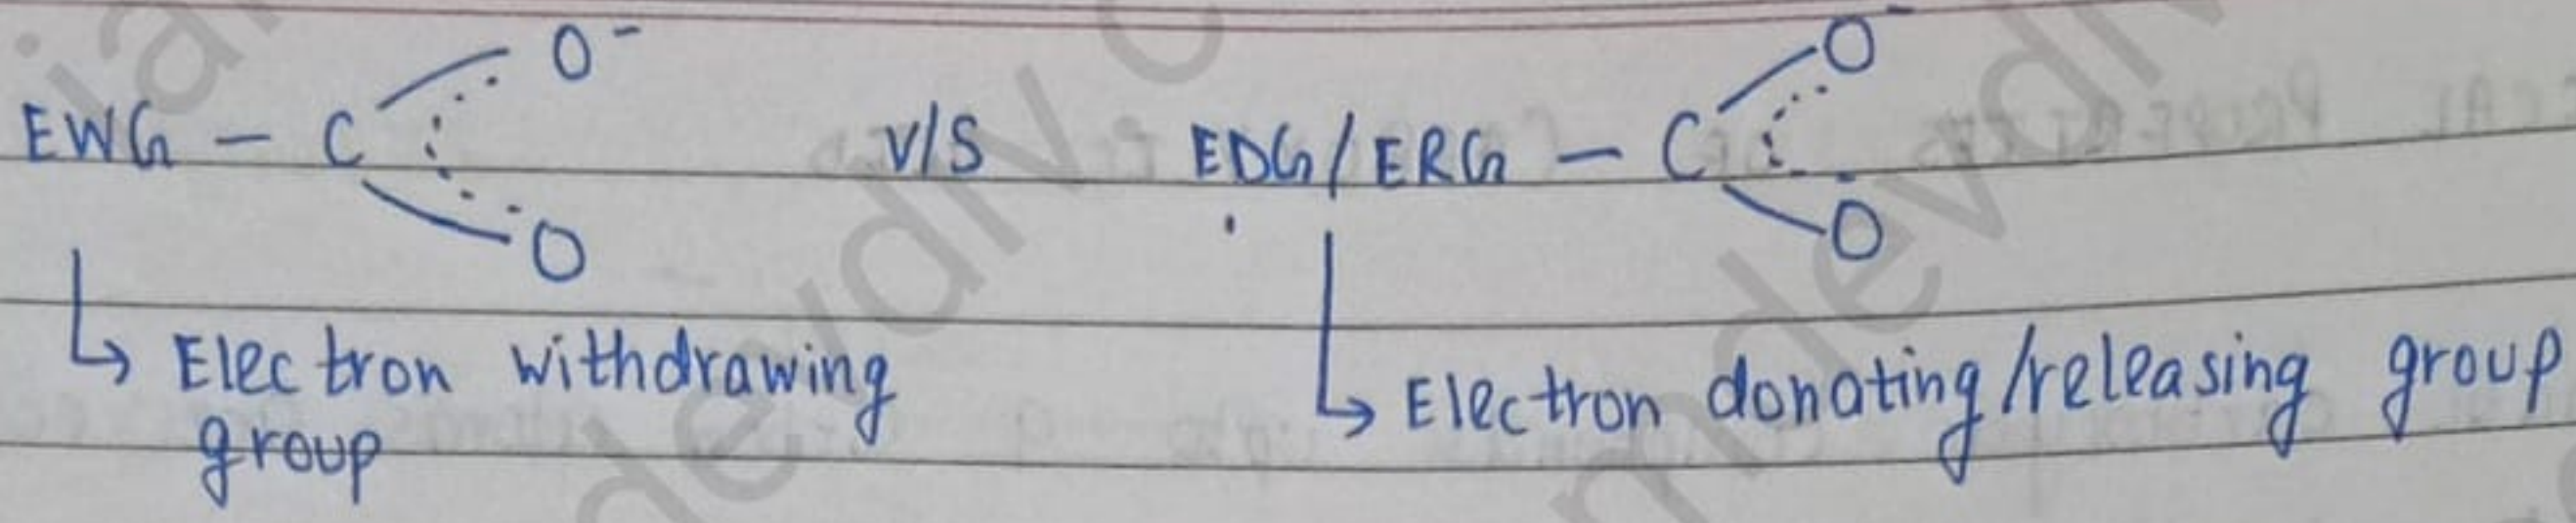 O⁻ O⁻
EWG – C V/S EDG/ERG – C
O O
↳ Electron withdrawing ↳ Electron donating/releasing group
group